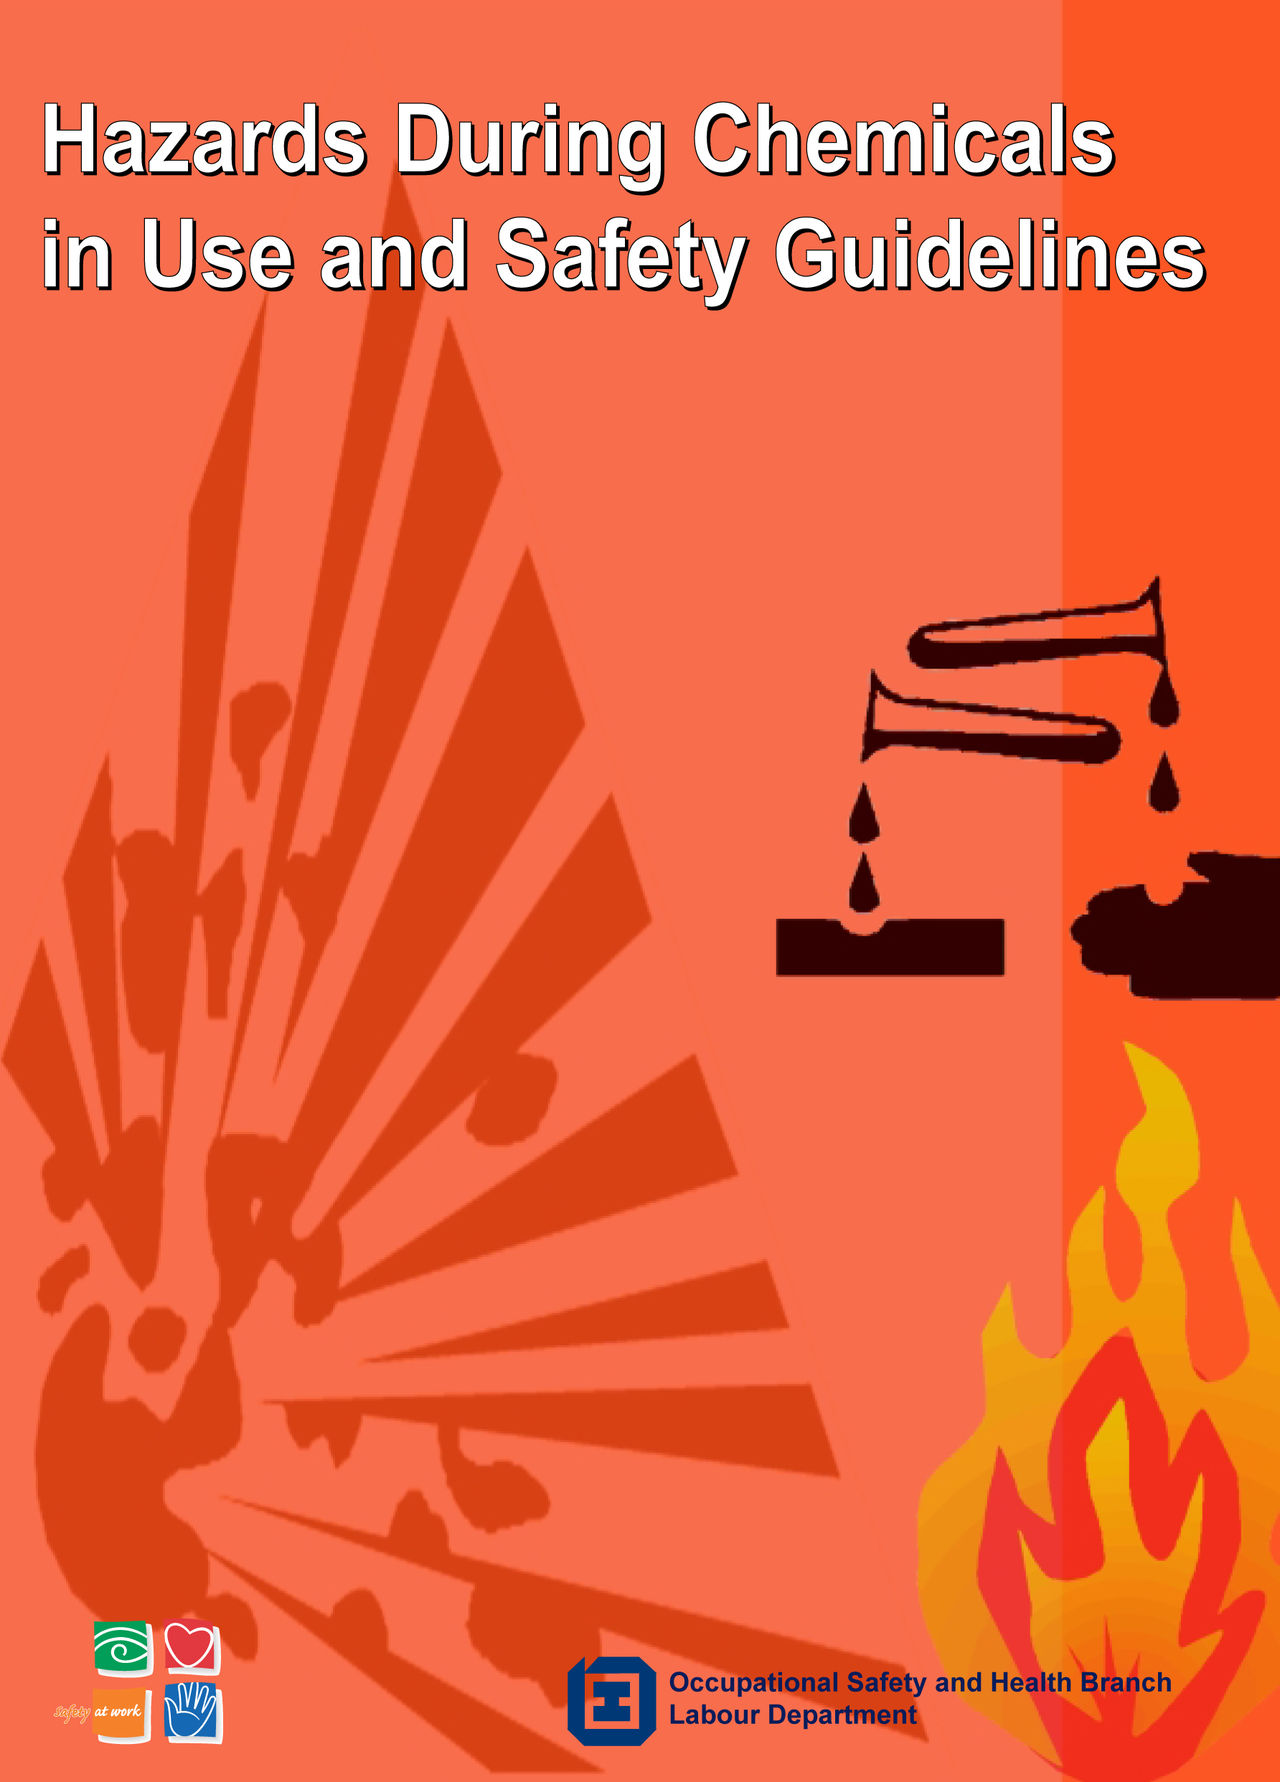 Hazards During Chemicals
in Use and Safety Guidelines
Safety at work
Occupational Safety and Health Branch
Labour Department